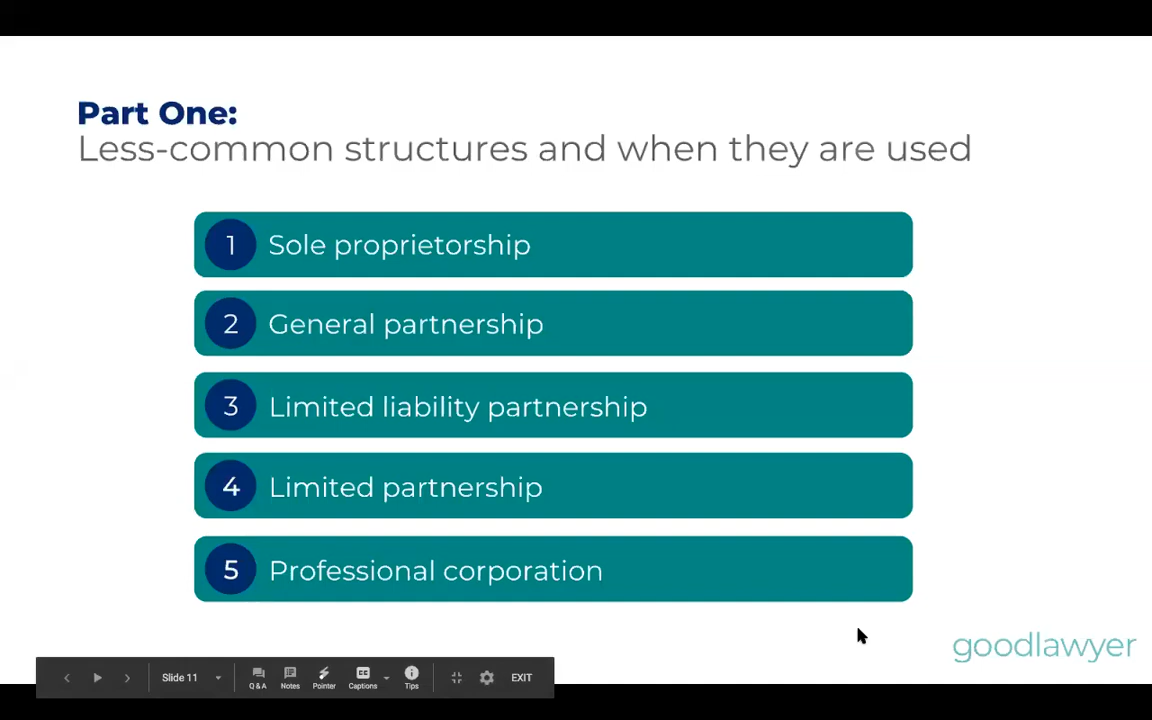 Part One:
Less-common structures and when they are used
1 Sole proprietorship
2 General partnership
3 Limited liability partnership
4 Limited partnership
5 Professional corporation
goodlawyer
Slide 11 Q&A Notes Pointer CC Captions Tips EXIT